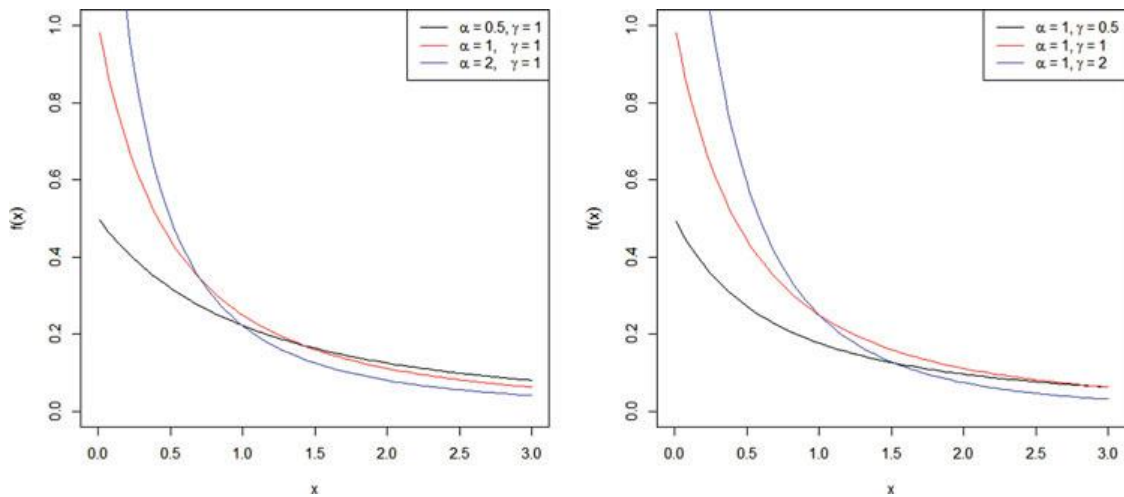 α = 0.5, γ = 1
α = 1, γ = 1
α = 2, γ = 1
f(x)
1.0
0.8
0.6
0.4
0.2
0.0
0.0 0.5 1.0 1.5 2.0 2.5 3.0
x
α = 1, γ = 0.5
α = 1, γ = 1
α = 1, γ = 2
f(x)
1.0
0.8
0.6
0.4
0.2
0.0
0.0 0.5 1.0 1.5 2.0 2.5 3.0
x